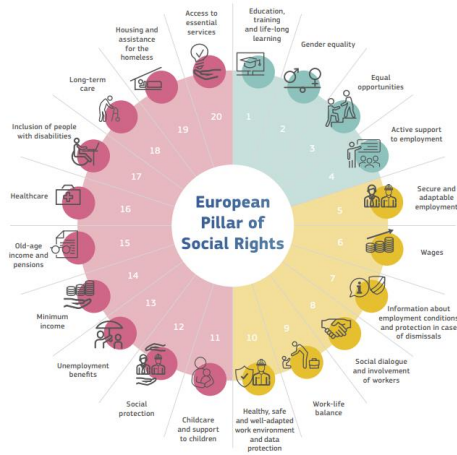 European
Pillar of
Social Rights
1
Education,
training
and life-long
learning
2
Gender equality
3
Equal
opportunities
4
Active support
to employment
5
Secure and
adaptable
employment
6
Wages
7
Information about
employment conditions
and protection in case
of dismissals
8
Social dialogue
and involvement
of workers
9
Work-life
balance
10
Healthy, safe
and well-adapted
work environment
and data
protection
11
Childcare
and support
to children
12
Social
protection
13
Unemployment
benefits
14
Minimum
income
15
Old-age
income and
pensions
16
Healthcare
17
Inclusion of people
with disabilities
18
Long-term
care
19
Housing and
assistance
for the
homeless
20
Access to
essential
services